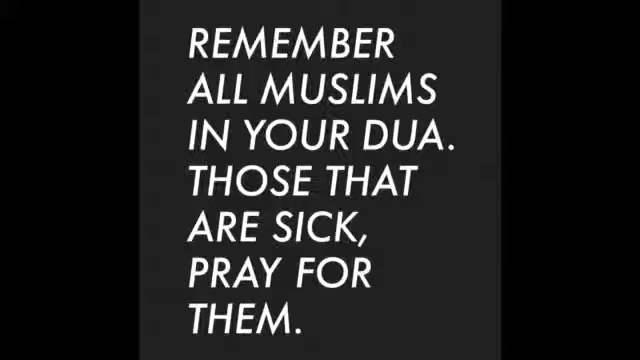 REMEMBER
ALL MUSLIMS
IN YOUR DUA.
THOSE THAT
ARE SICK,
PRAY FOR
THEM.